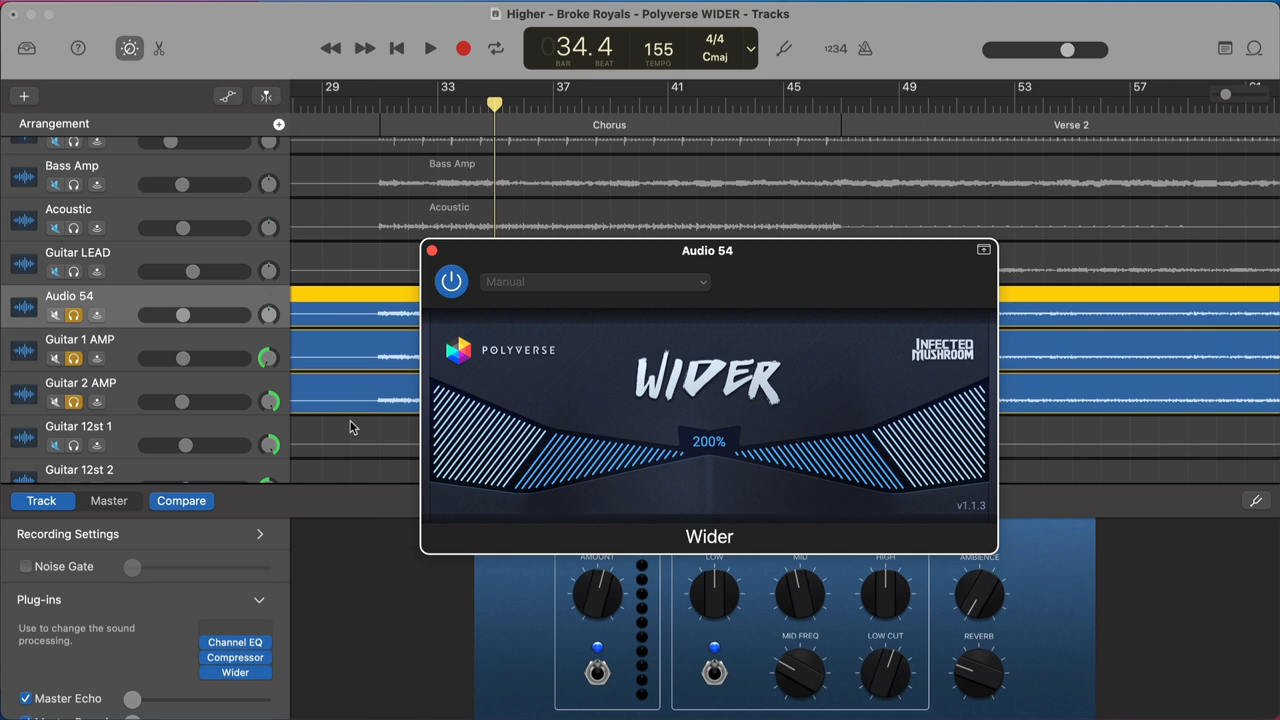 Higher - Broke Royals - Polyverse WIDER - Tracks
034.4
BAR
BEAT
155
TEMPO
4/4
Cmaj
1234
29
33
37
41
45
49
53
57
61
Arrangement
Chorus
Verse 2
Bass Amp
Bass Amp
Acoustic
Acoustic
Guitar LEAD
Audio 54
Guitar 1 AMP
Guitar 2 AMP
Guitar 12st 1
Guitar 12st 2
Audio 54
Manual
POLYVERSE
INFECTED
MUSHROOM
WIDER
200%
v1.1.3
Wider
Track
Master
Compare
Recording Settings
Noise Gate
Plug-ins
Use to change the sound
processing.
Channel EQ
Compressor
Wider
Master Echo
AMOUNT
LOW
MID
HIGH
AMBIENCE
MID FREQ
LOW CUT
REVERB